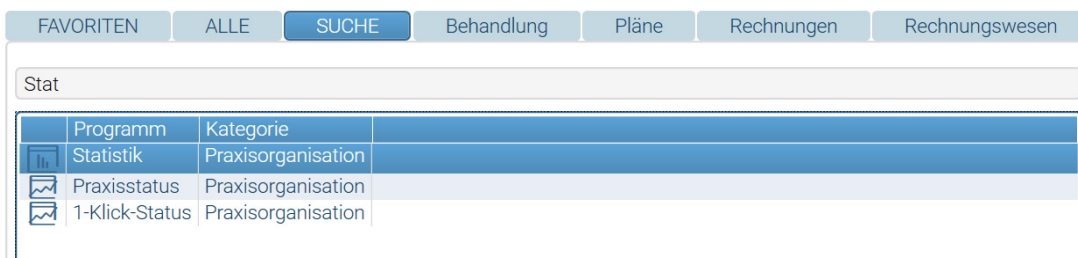 FAVORITEN ALLE SUCHE Behandlung Pläne Rechnungen Rechnungswesen
Stat
Programm Kategorie
Statistik Praxisorganisation
Praxisstatus Praxisorganisation
1-Klick-Status Praxisorganisation